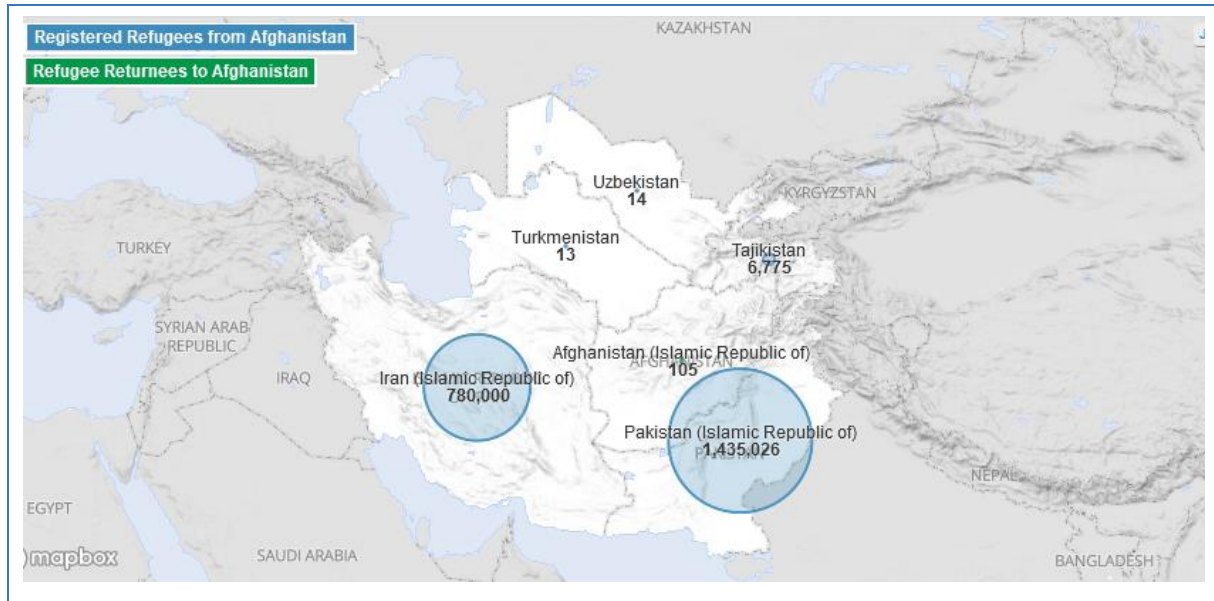 Registered Refugees from Afghanistan
Refugee Returnees to Afghanistan
KAZAKHSTAN
Uzbekistan
14
KYRGYZSTAN
Turkmenistan
13
Tajikistan
6,775
TURKEY
SYRIAN ARAB
REPUBLIC
IRAQ
Afghanistan (Islamic Republic of)
AFGHANISTAN
105
Iran (Islamic Republic of)
780,000
Pakistan (Islamic Republic of)
1,435,026
PAKISTAN
NEPAL
EGYPT
SAUDI ARABIA
BANGLADESH
mapbox